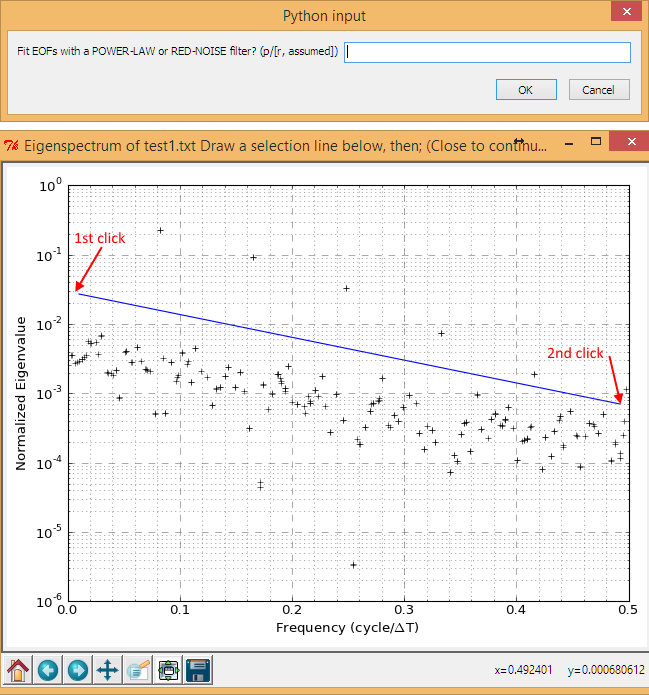 Python input
Fit EOFs with a POWER-LAW or RED-NOISE filter? (p/[r, assumed])
OK
Cancel
Eigenspectrum of test1.txt Draw a selection line below, then; (Close to continu...
10^0
1st click
10^-1
10^-2
2nd click
10^-3
10^-4
10^-5
10^-6
Normalized Eigenvalue
0.0 0.1 0.2 0.3 0.4 0.5
Frequency (cycle/ΔT)
x=0.492401 y=0.000680612